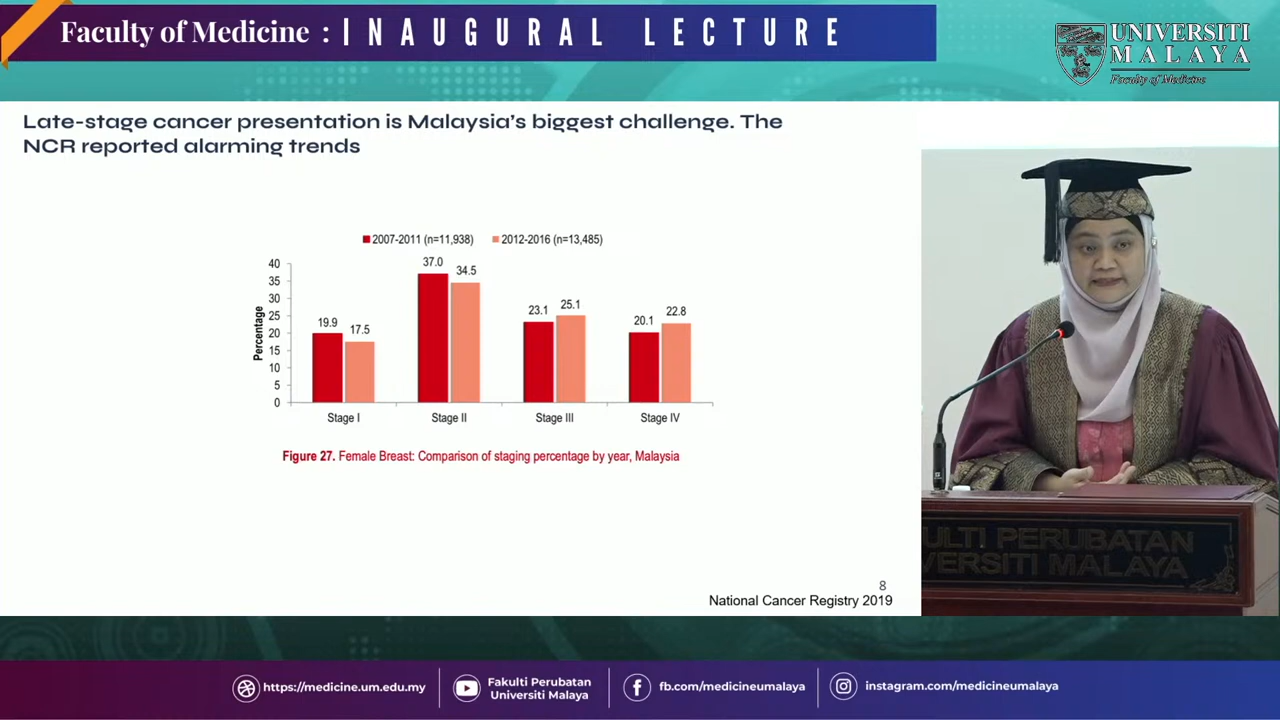 Faculty of Medicine : INAUGURAL LECTURE
UNIVERSITI
MALAYA
Faculty of Medicine
Late-stage cancer presentation is Malaysia's biggest challenge. The
NCR reported alarming trends
2007-2011 (n=11,938) 2012-2016 (n=13,485)
Percentage
40
35
30
25
20
15
10
5
0
19.9 17.5 37.0 34.5 23.1 25.1 20.1 22.8
Stage I Stage II Stage III Stage IV
Figure 27. Female Breast: Comparison of staging percentage by year, Malaysia
8
National Cancer Registry 2019
ULTI PERUBATAN
VERSITI MALAYA
https://medicine.um.edu.my
Fakulti Perubatan
Universiti Malaya
fb.com/medicineumalaya
instagram.com/medicineumalaya